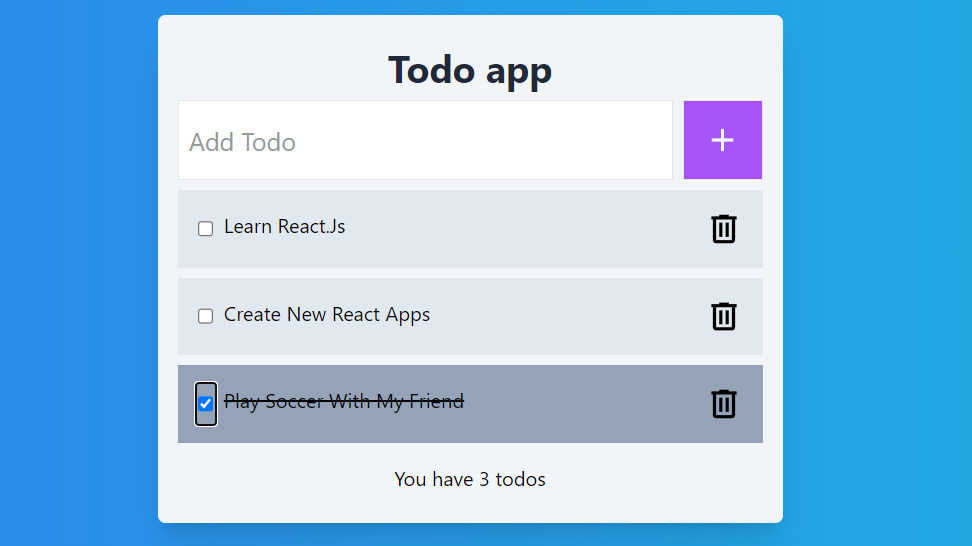 Todo app
Add Todo
Learn React.Js
Create New React Apps
Play Soccer With My Friend
You have 3 todos